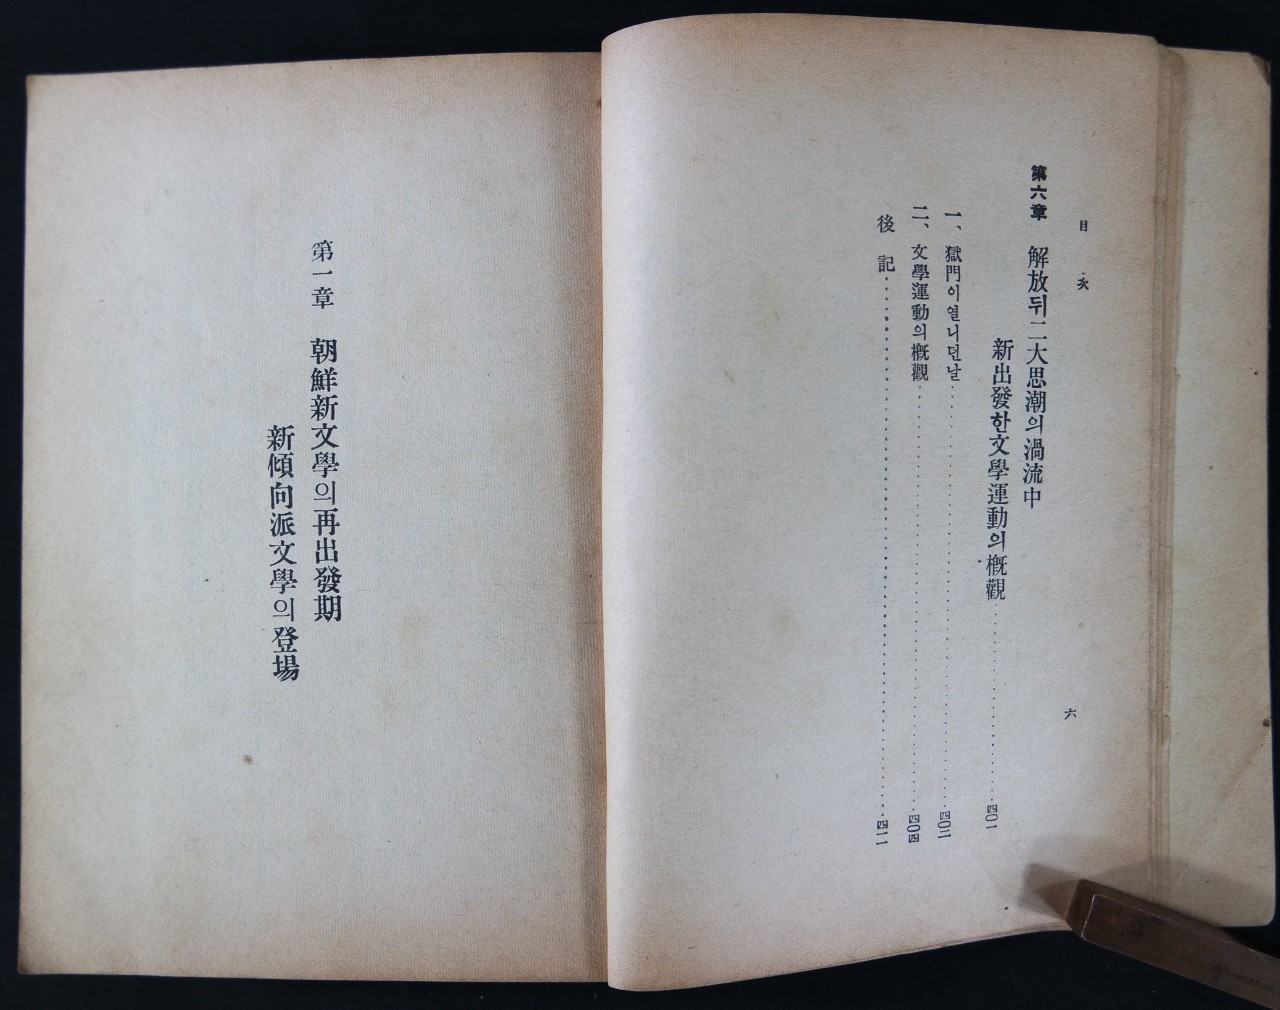 目次 六
第六章 解放뒤二大思潮의渦流中
新出發한文學運動의槪觀……四〇一
一、獄門이열니던날……四〇二
二、文學運動의槪觀……四〇四
後記……四一一
第一章 朝鮮新文學의再出發期
新傾向派文學의登場